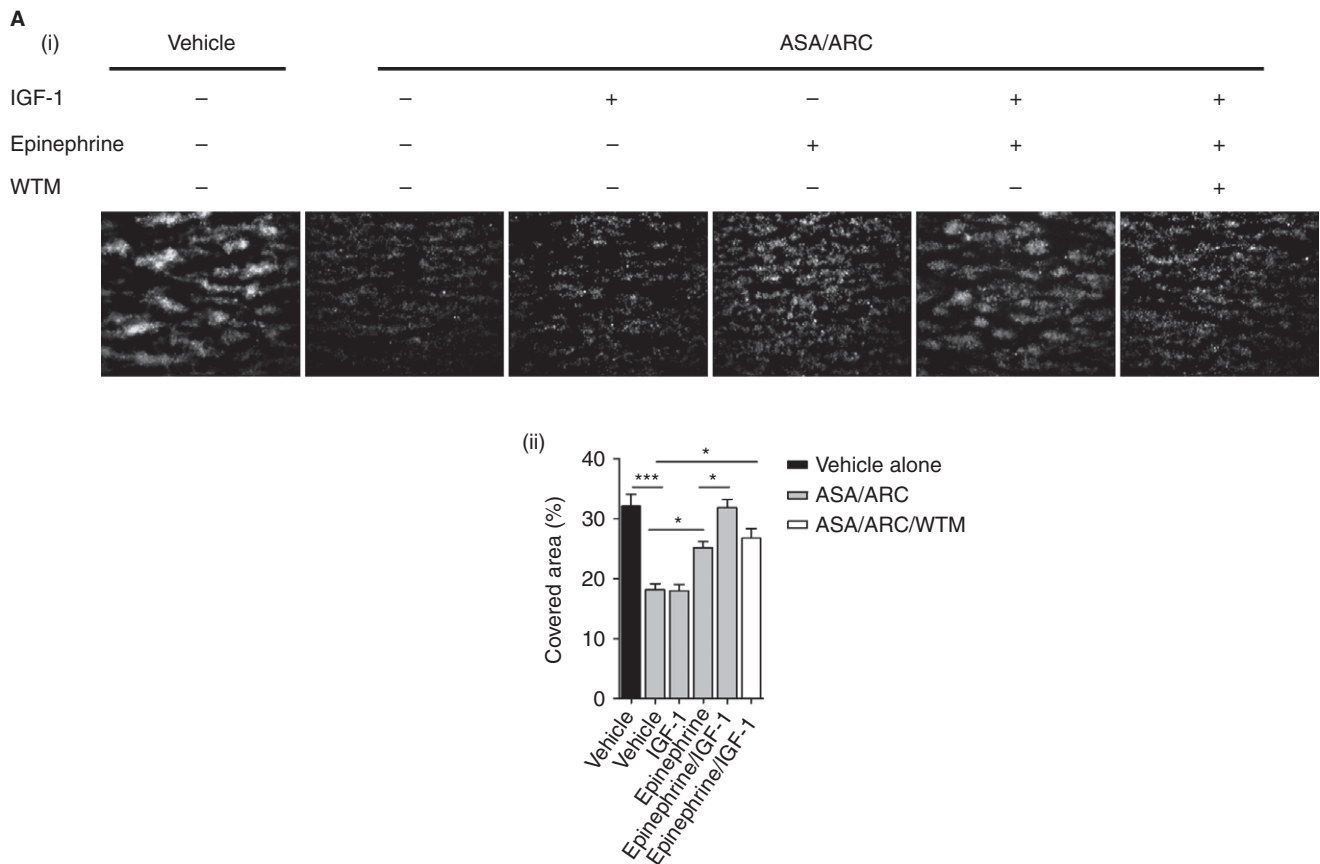 A
(i) Vehicle ASA/ARC
IGF-1 – – + – + +
Epinephrine – – – + + +
WTM – – – – – +
(ii)
Covered area (%)
40
30
20
10
0
*** * * *
Vehicle alone
ASA/ARC
ASA/ARC/WTM
Vehicle
Vehicle
IGF-1
Epinephrine
Epinephrine/IGF-1
Epinephrine/IGF-1